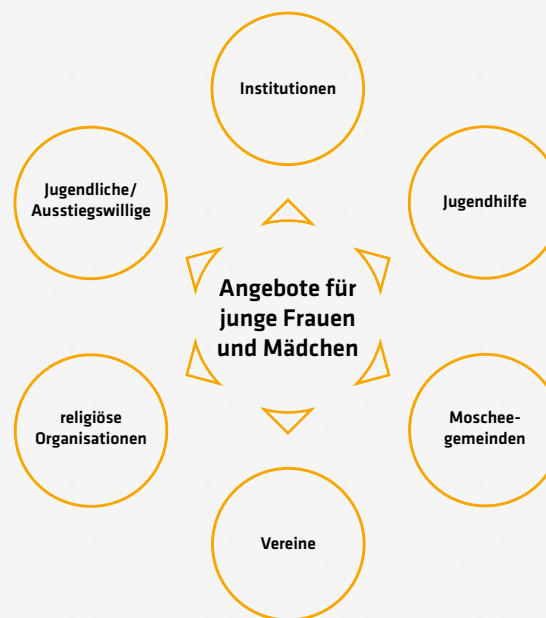 Institutionen
Jugendliche/
Ausstiegswillige
Jugendhilfe
Angebote für
junge Frauen
und Mädchen
religiöse
Organisationen
Moschee-
gemeinden
Vereine